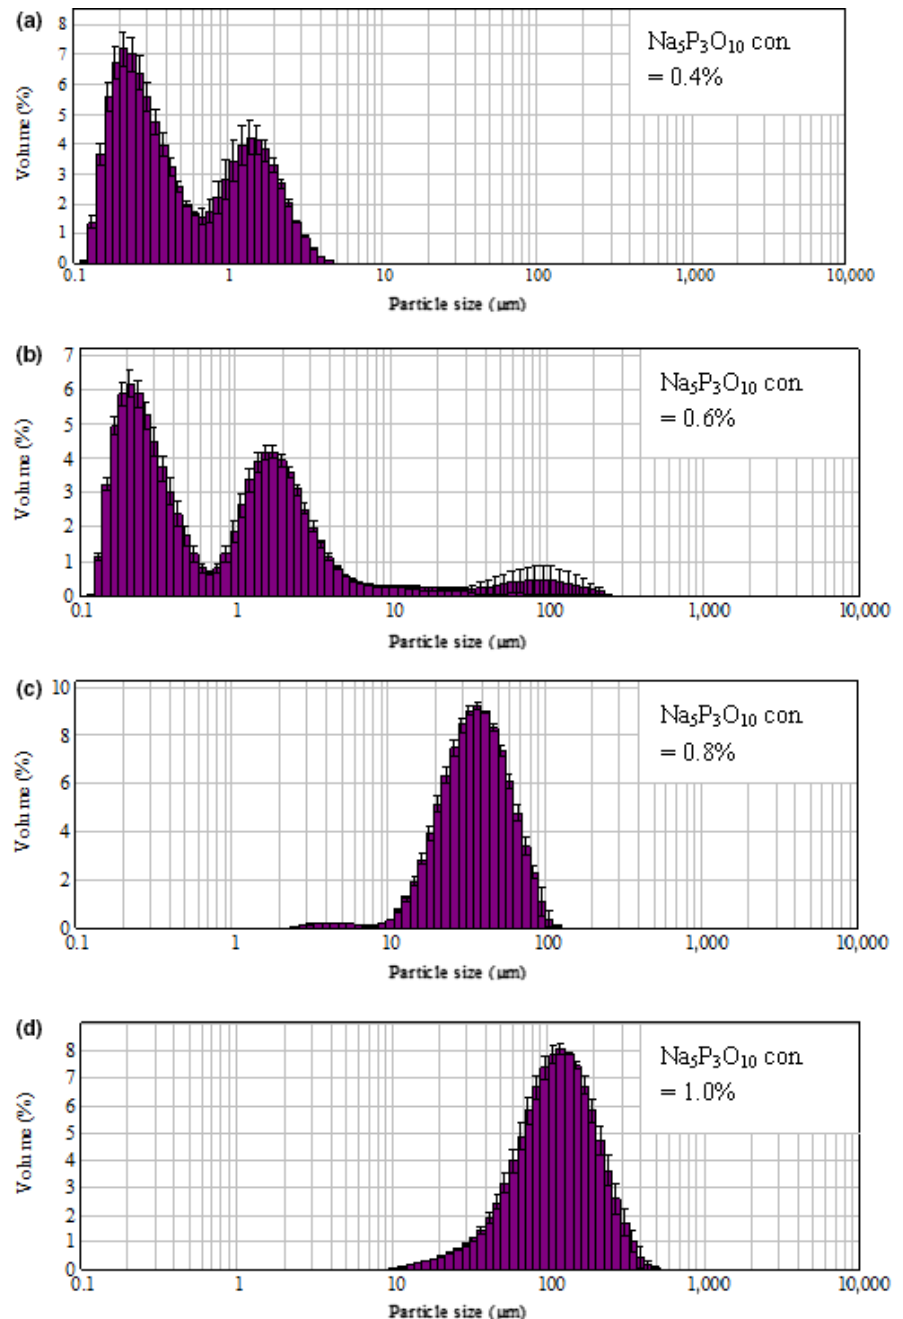 (a)
Na₅P₃O₁₀ con
= 0.4%
Volume (%)
8
7
6
5
4
3
2
1
0
0.1 1 10 100 1,000 10,000
Particle size (µm)
(b)
Na₅P₃O₁₀ con
= 0.6%
Volume (%)
7
6
5
4
3
2
1
0
0.1 1 10 100 1,000 10,000
Particle size (µm)
(c)
Na₅P₃O₁₀ con
= 0.8%
Volume (%)
10
8
6
4
2
0
0.1 1 10 100 1,000 10,000
Particle size (µm)
(d)
Na₅P₃O₁₀ con
= 1.0%
Volume (%)
8
7
6
5
4
3
2
1
0
0.1 1 10 100 1,000 10,000
Particle size (µm)